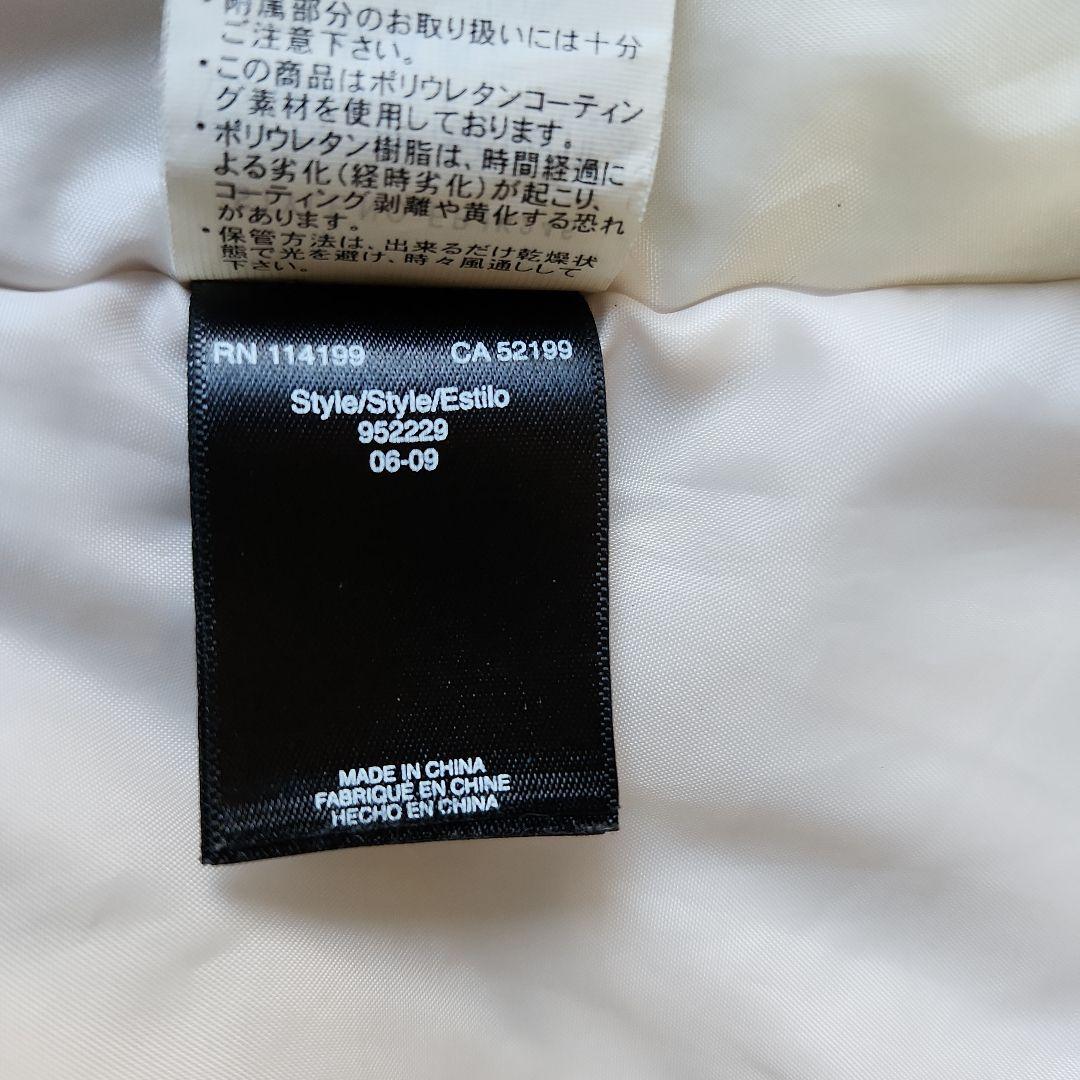 ・附属部分のお取り扱いには十分
ご注意下さい。
・この商品はポリウレタンコーティン
グ素材を使用しております。
・ポリウレタン樹脂は、時間経過に
よる劣化(経時劣化)が起こり、
コーティング剥離や黄化する恐れ
があります。
・保管方法は、出来るだけ乾燥状
態で光を避け、時々風通しして
下さい。
RN 114199 CA 52199
Style/Style/Estilo
952229
06-09
MADE IN CHINA
FABRIQUÉ EN CHINE
HECHO EN CHINA